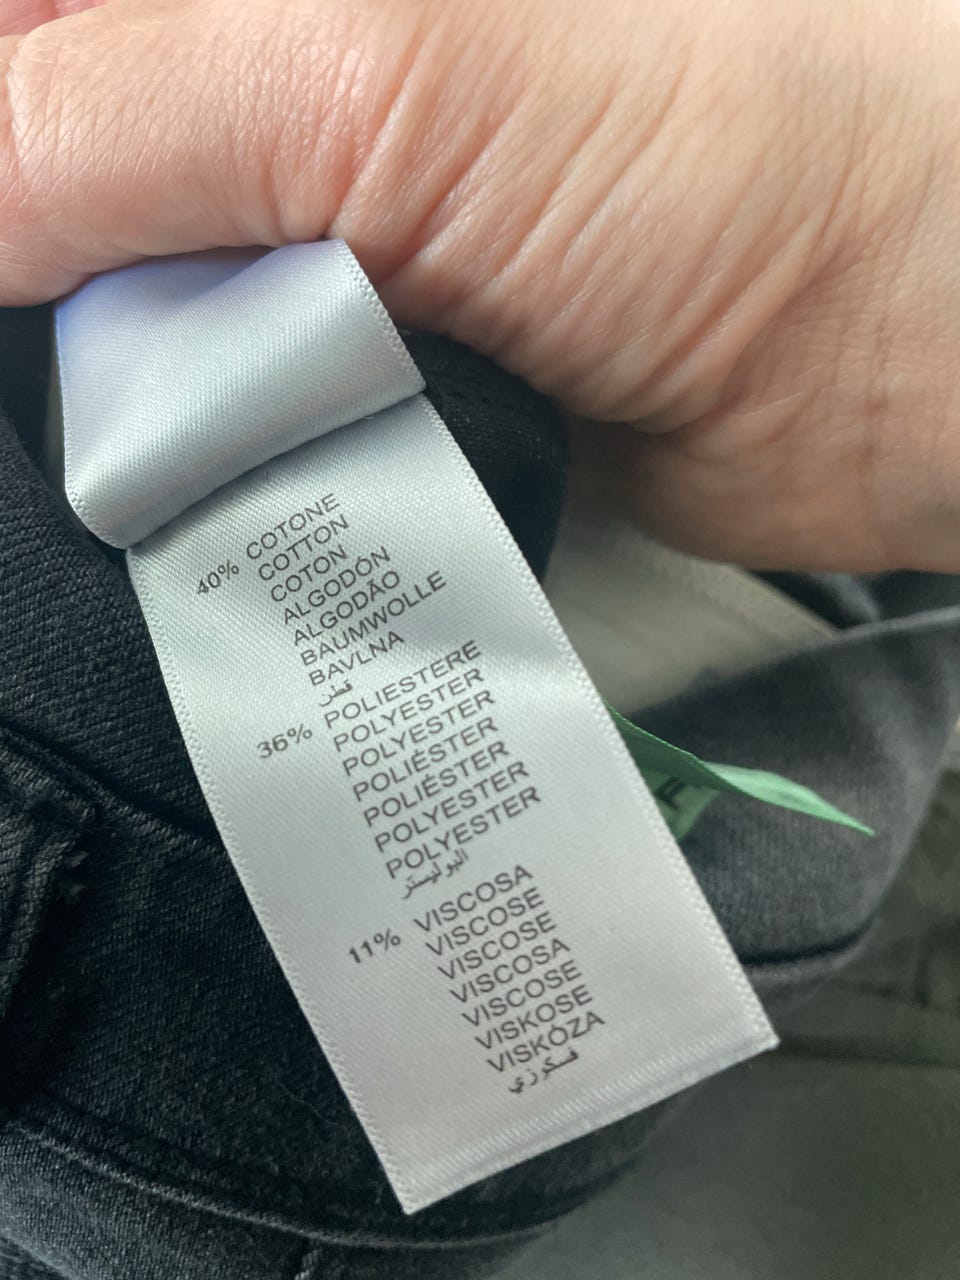 40% COTONE
COTTON
COTON
ALGODÓN
ALGODÃO
BAUMWOLLE
BAVLNA
قطن
36% POLIESTERE
POLYESTER
POLYESTER
POLIÉSTER
POLIÉSTER
POLYESTER
POLYESTER
البوليستر
11% VISCOSA
VISCOSE
VISCOSE
VISCOSA
VISCOSE
VISKOSE
VISKÓZA
فسكوزي